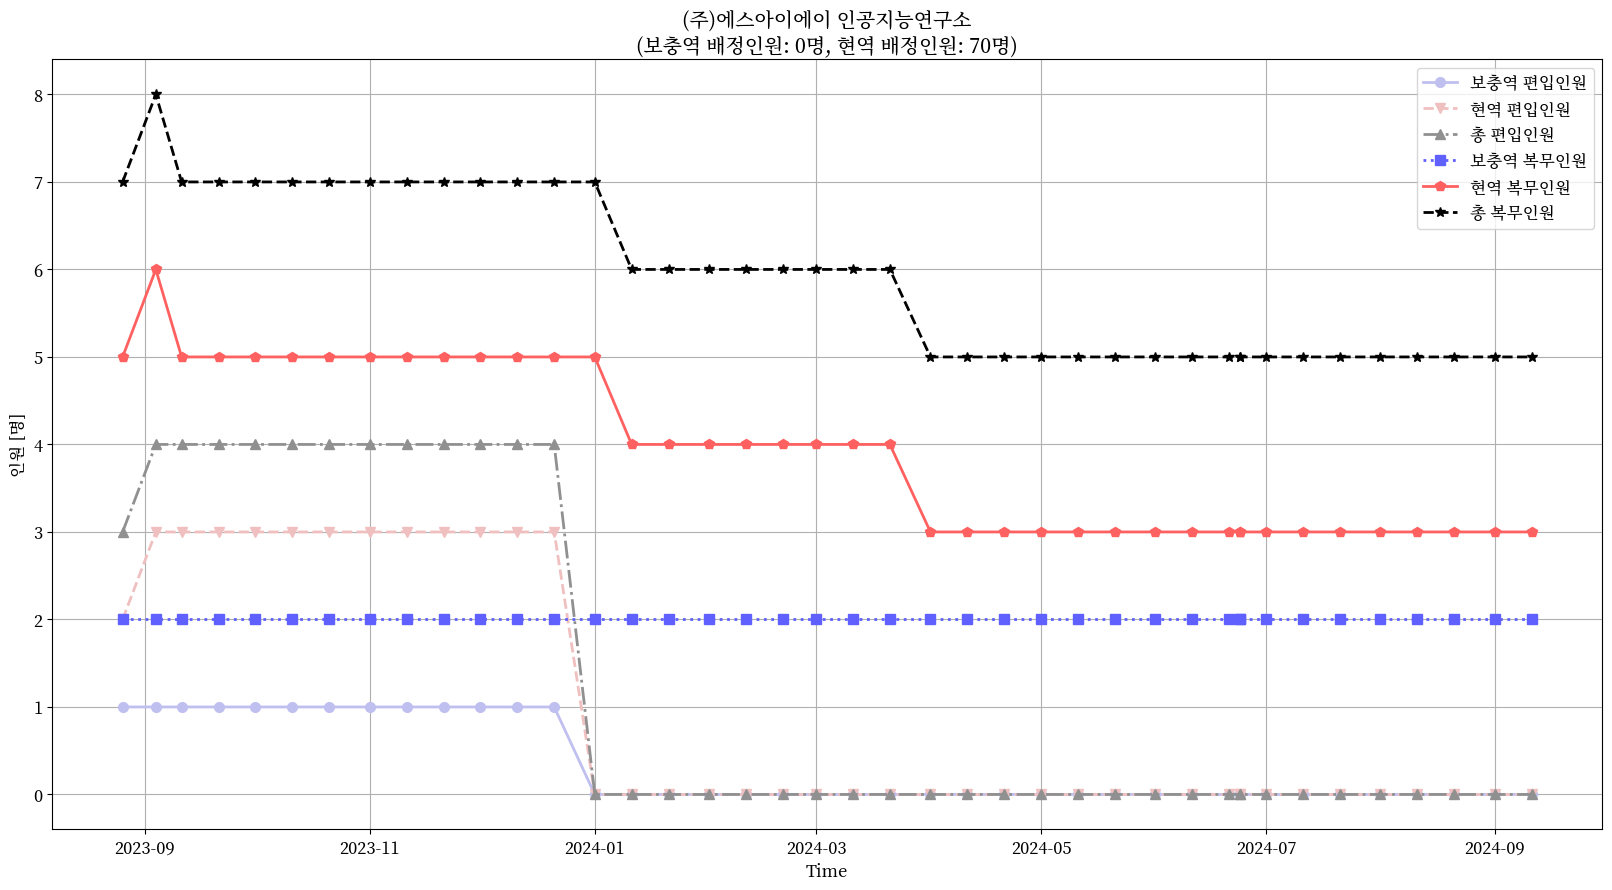 (주)에스아이에이 인공지능연구소
(보충역 배정인원: 0명, 현역 배정인원: 70명)
보충역 편입인원
현역 편입인원
총 편입인원
보충역 복무인원
현역 복무인원
총 복무인원
인원 [명]
8
7
6
5
4
3
2
1
0
2023-09
2023-11
2024-01
2024-03
2024-05
2024-07
2024-09
Time